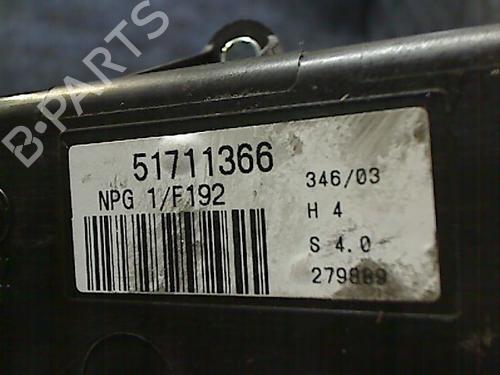 B-PARTS
51711366
NPG 1/F192
346/03
H 4
S 4.0
279889